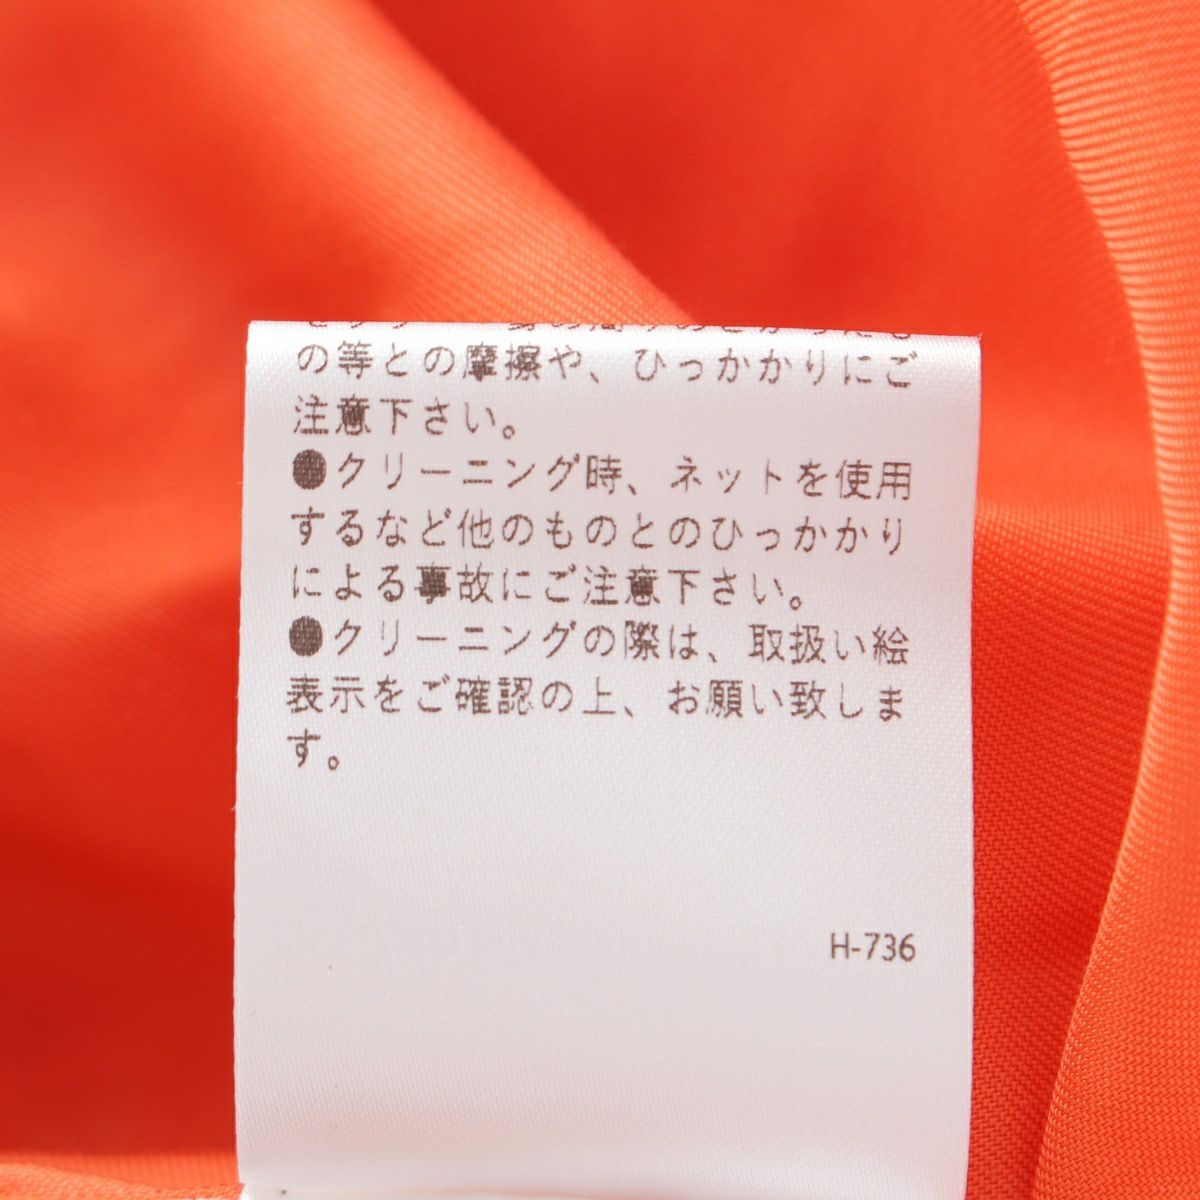 の等との摩擦や、ひっかかりにご
注意下さい。
●クリーニング時、ネットを使用
するなど他のものとのひっかかり
による事故にご注意下さい。
●クリーニングの際は、取扱い絵
表示をご確認の上、お願い致しま
す。
H-736